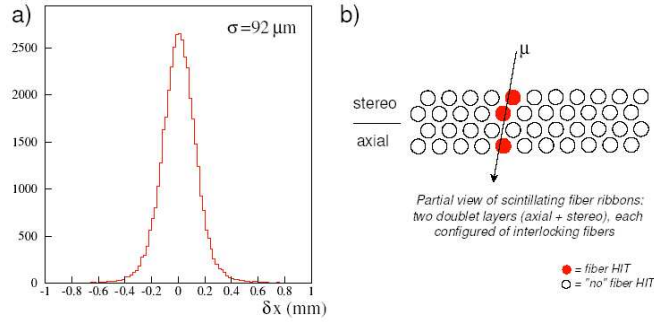 a)
σ=92 μm
2500
2000
1500
1000
500
0
-1 -0.8 -0.6 -0.4 -0.2 0 0.2 0.4 0.6 0.8 1
δx (mm)
b)
μ
stereo
axial
Partial view of scintillating fiber ribbons:
two doublet layers (axial + stereo), each
configured of interlocking fibers
= fiber HIT
= "no" fiber HIT